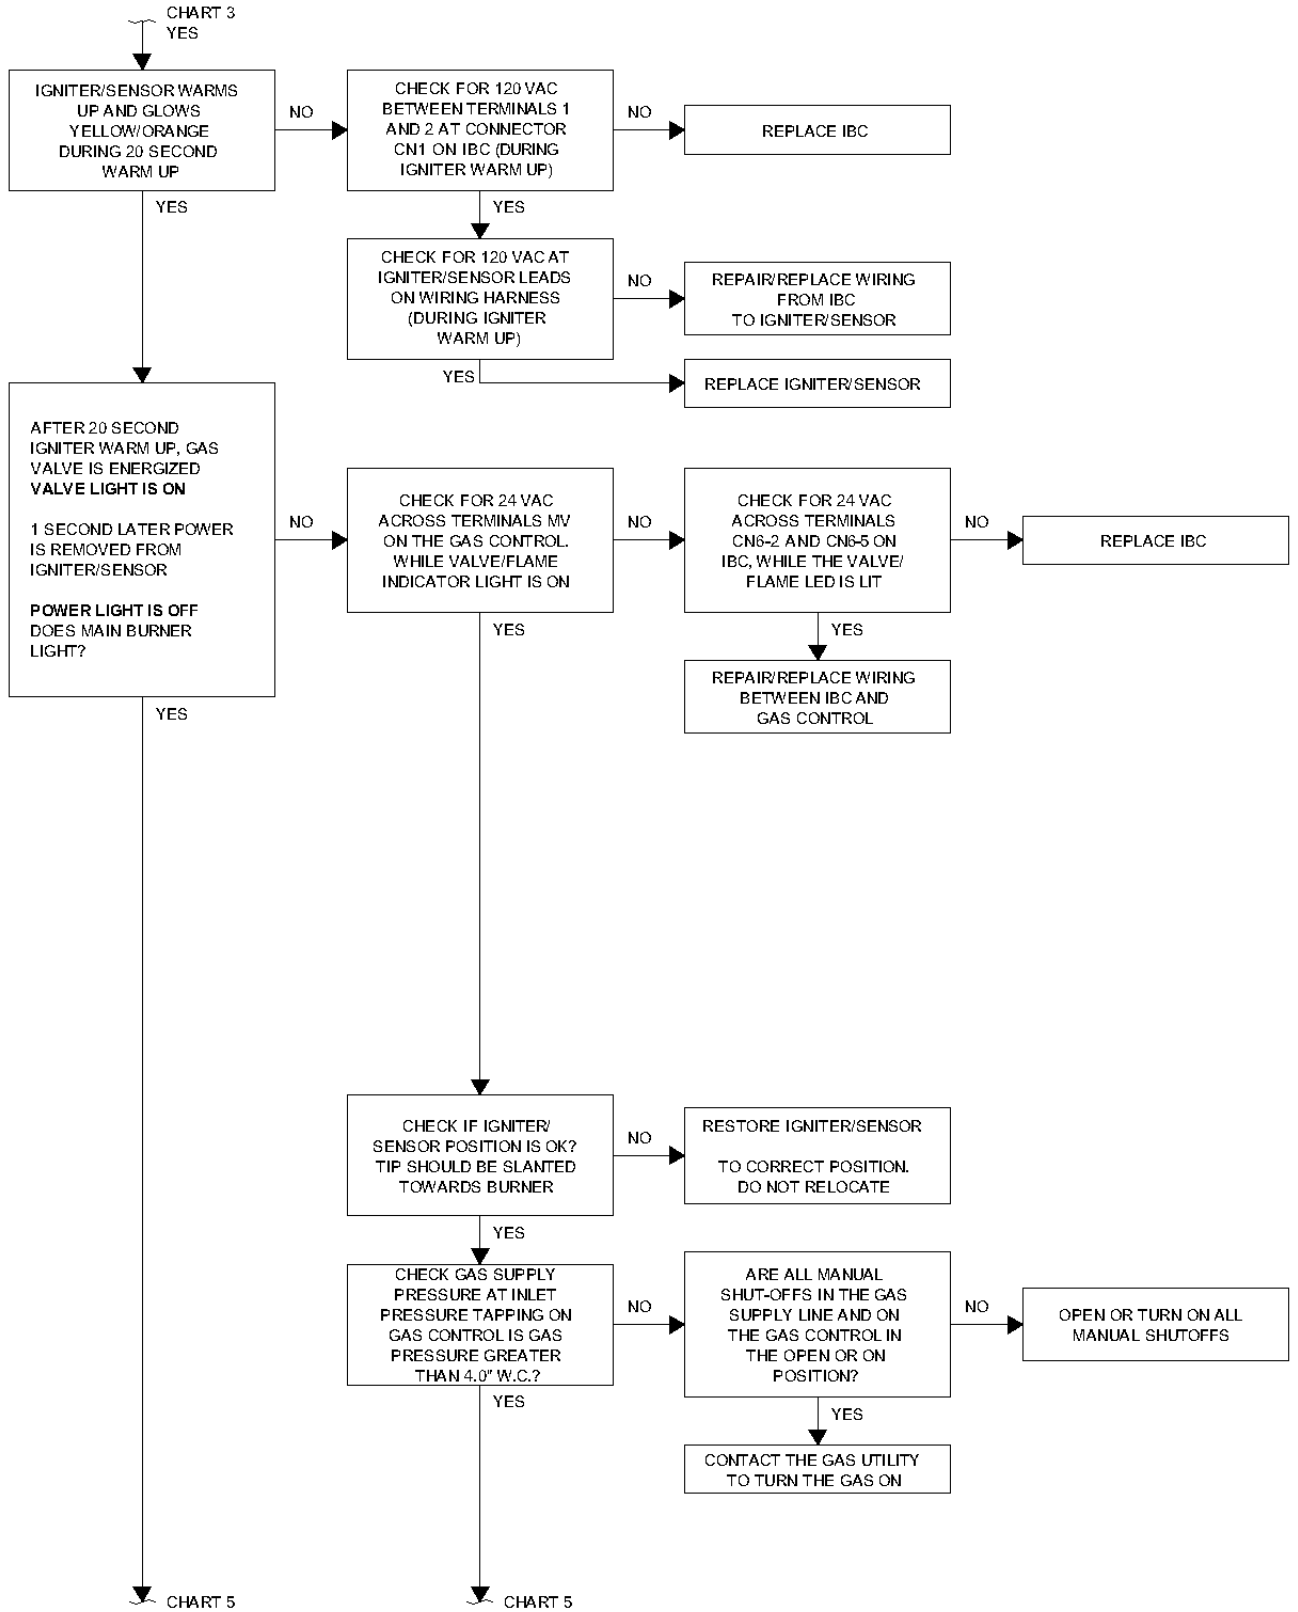 CHART 3
YES
IGNITER/SENSOR WARMS
UP AND GLOWS
YELLOW/ORANGE
DURING 20 SECOND
WARM UP
NO
CHECK FOR 120 VAC
BETWEEN TERMINALS 1
AND 2 AT CONNECTOR
CN1 ON IBC (DURING
IGNITER WARM UP)
NO
REPLACE IBC
YES
YES
CHECK FOR 120 VAC AT
IGNITER/SENSOR LEADS
ON WIRING HARNESS
(DURING IGNITER
WARM UP)
NO
REPAIR/REPLACE WIRING
FROM IBC
TO IGNITER/SENSOR
YES
REPLACE IGNITER/SENSOR
AFTER 20 SECOND
IGNITER WARM UP, GAS
VALVE IS ENERGIZED
VALVE LIGHT IS ON
1 SECOND LATER POWER
IS REMOVED FROM
IGNITER/SENSOR
POWER LIGHT IS OFF
DOES MAIN BURNER
LIGHT?
NO
CHECK FOR 24 VAC
ACROSS TERMINALS MV
ON THE GAS CONTROL.
WHILE VALVE/FLAME
INDICATOR LIGHT IS ON
NO
CHECK FOR 24 VAC
ACROSS TERMINALS
CN6-2 AND CN6-5 ON
IBC, WHILE THE VALVE/
FLAME LED IS LIT
NO
REPLACE IBC
YES
YES
REPAIR/REPLACE WIRING
BETWEEN IBC AND
GAS CONTROL
YES
CHECK IF IGNITER/
SENSOR POSITION IS OK?
TIP SHOULD BE SLANTED
TOWARDS BURNER
NO
RESTORE IGNITER/SENSOR
TO CORRECT POSITION.
DO NOT RELOCATE
YES
CHECK GAS SUPPLY
PRESSURE AT INLET
PRESSURE TAPPING ON
GAS CONTROL IS GAS
PRESSURE GREATER
THAN 4.0" W.C.?
NO
ARE ALL MANUAL
SHUT-OFFS IN THE GAS
SUPPLY LINE AND ON
THE GAS CONTROL IN
THE OPEN OR ON
POSITION?
NO
OPEN OR TURN ON ALL
MANUAL SHUTOFFS
YES
YES
CONTACT THE GAS UTILITY
TO TURN THE GAS ON
CHART 5
CHART 5